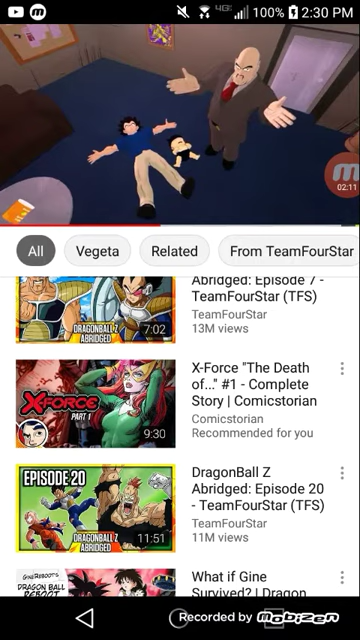 4G 100% 2:30 PM
02:11
All Vegeta Related From TeamFourStar
Abridged: Episode 7 -
TeamFourStar (TFS)
TeamFourStar
13M views
DRAGONBALL Z
ABRIDGED
7:02
X-FORCE
PART 1
9:30
X-Force "The Death
of..." #1 - Complete
Story | Comicstorian
Comicstorian
Recommended for you
EPISODE 20
DRAGONBALL Z
ABRIDGED
11:51
DragonBall Z
Abridged: Episode 20
- TeamFourStar (TFS)
TeamFourStar
11M views
DRAGON BALL
REBOOT
What if Gine
Survived? | Dragon
Recorded by mobizen